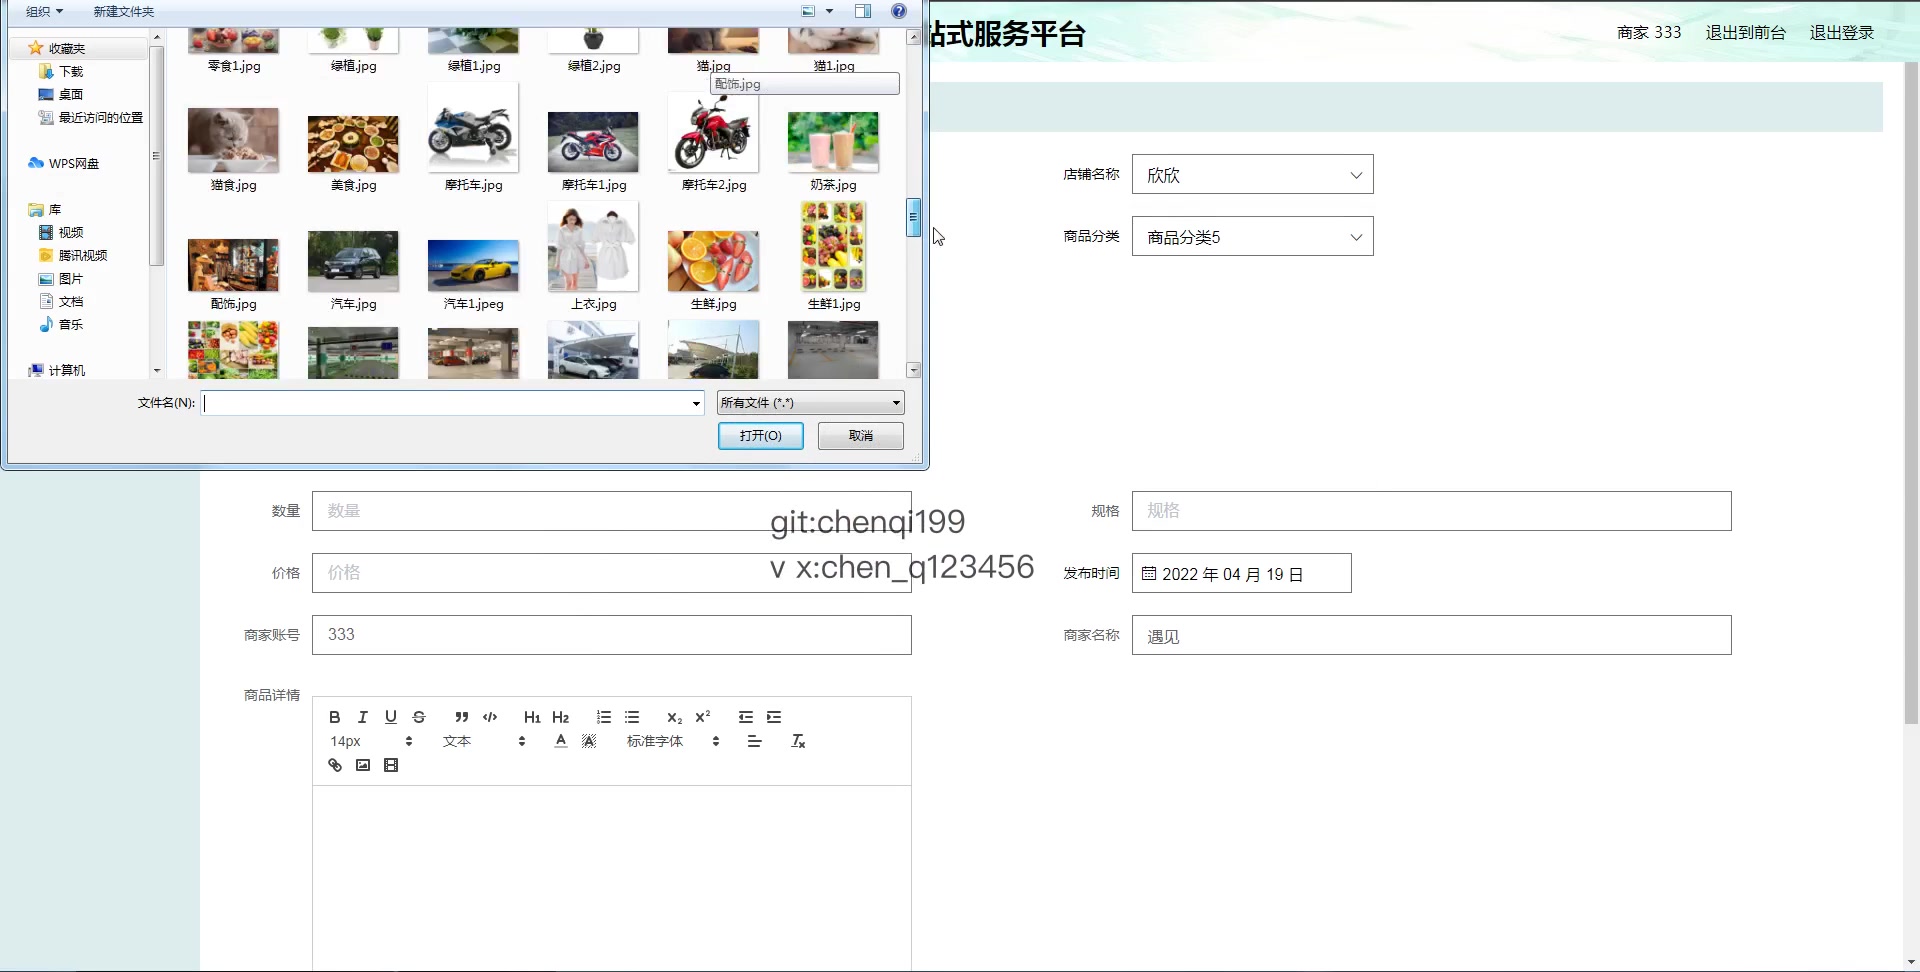 组织 新建文件夹
站式服务平台
商家 333 退出到前台 退出登录
收藏夹
下载
桌面
最近访问的位置
WPS网盘
库
视频
腾讯视频
图片
文档
音乐
计算机
零食1.jpg 绿植.jpg 绿植1.jpg 绿植2.jpg 猫.jpg 猫1.jpg
配饰.jpg
猫食.jpg 美食.jpg 摩托车.jpg 摩托车1.jpg 摩托车2.jpg 奶茶.jpg
配饰.jpg 汽车.jpg 汽车1.jpeg 上衣.jpg 生鲜.jpg 生鲜1.jpg
文件名(N): 所有文件 (*.*)
打开(O) 取消
店铺名称 欣欣
商品分类 商品分类5
数量 数量
规格 规格
git:chenqi199
价格 价格
v x:chen_q123456
发布时间 2022 年 04 月 19 日
商家账号 333
商家名称 遇见
商品详情
B I U S H1 H2 X2 X2
14px 文本 A A 标准字体 Tx